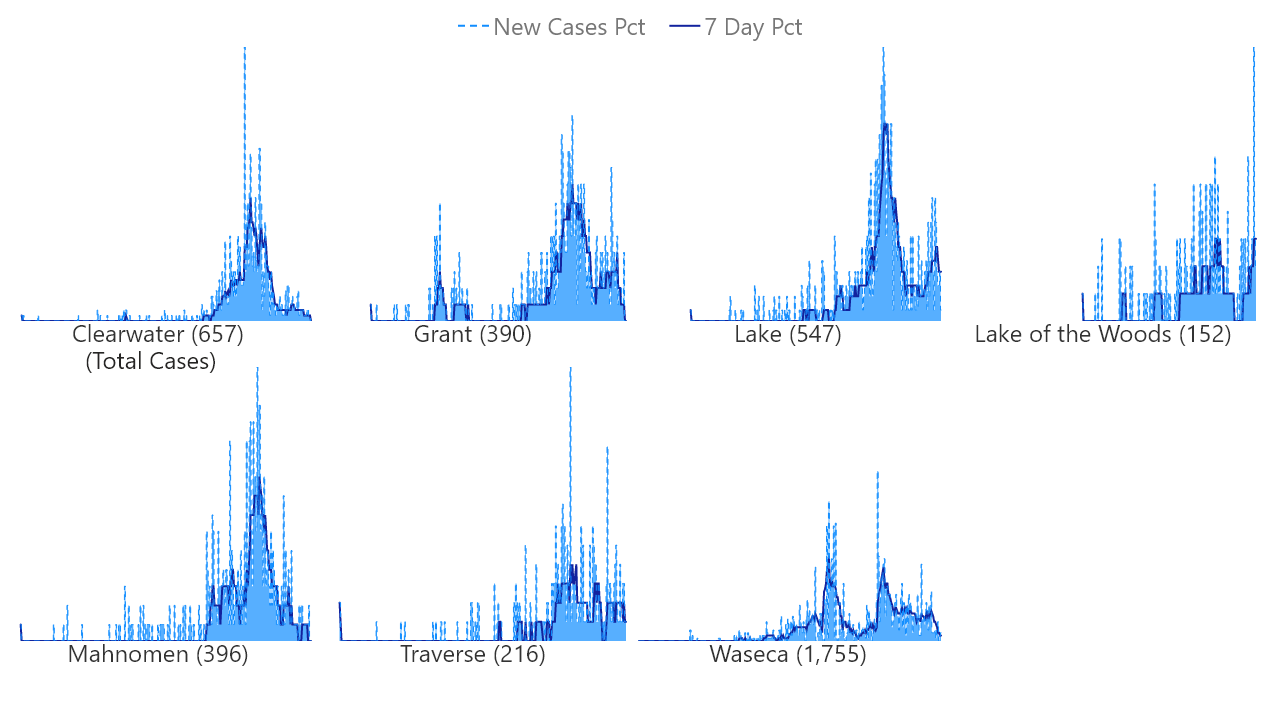 New Cases Pct 7 Day Pct
Clearwater (657)
(Total Cases)
Grant (390)
Lake (547)
Lake of the Woods (152)
Mahnomen (396)
Traverse (216)
Waseca (1,755)